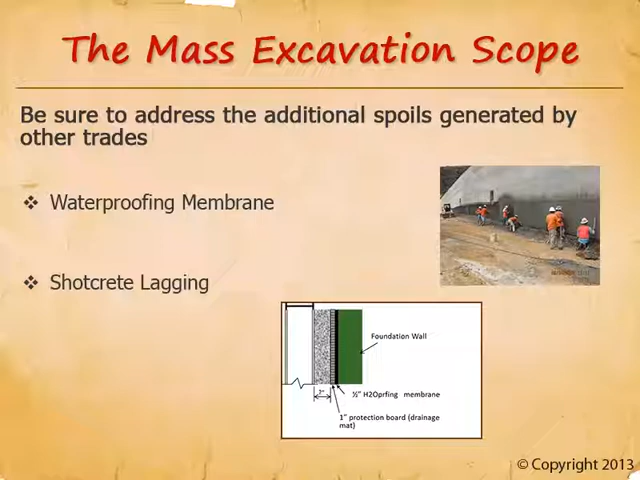 The Mass Excavation Scope
Be sure to address the additional spoils generated by
other trades
❖ Waterproofing Membrane
❖ Shotcrete Lagging
Foundation Wall
½" H2Oprfing membrane
1" protection board (drainage
mat)
© Copyright 2013